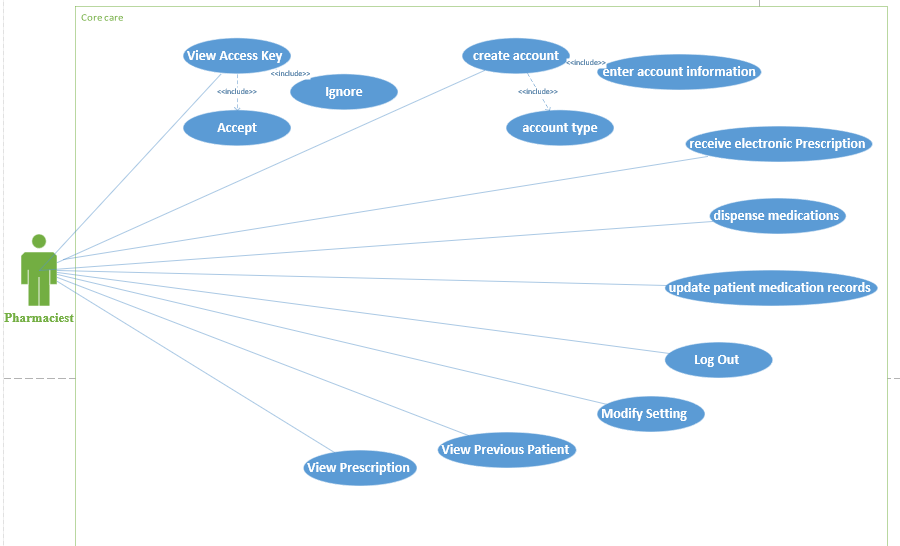 Core care
View Access Key
create account
<<include>>
<<include>>
enter account information
<<include>>
Ignore
<<include>>
Accept
account type
receive electronic Prescription
dispense medications
update patient medication records
Pharmaciest
Log Out
Modify Setting
View Previous Patient
View Prescription